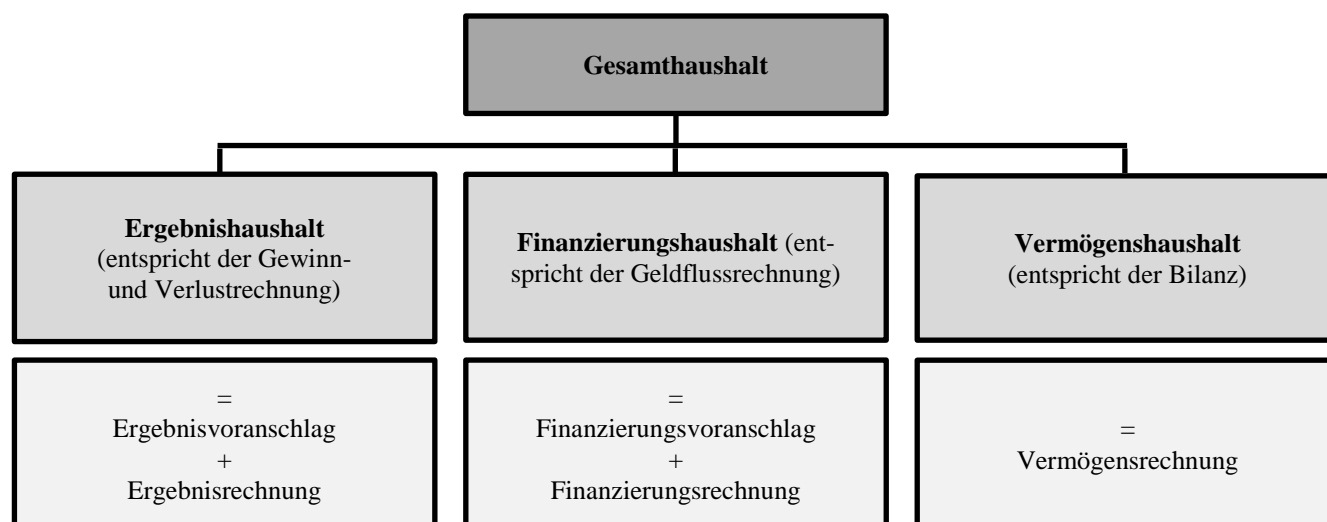 Gesamthaushalt
Ergebnishaushalt
(entspricht der Gewinn-
und Verlustrechnung)
Finanzierungshaushalt (ent-
spricht der Geldflussrechnung)
Vermögenshaushalt
(entspricht der Bilanz)
=
Ergebnisvoranschlag
+
Ergebnisrechnung
=
Finanzierungsvoranschlag
+
Finanzierungsrechnung
=
Vermögensrechnung